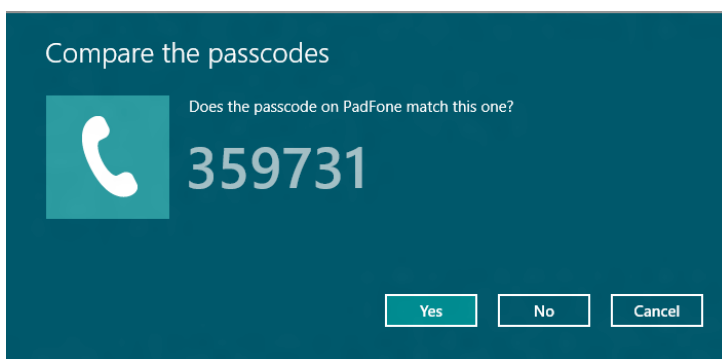 Compare the passcodes
Does the passcode on PadFone match this one?
359731
Yes No Cancel